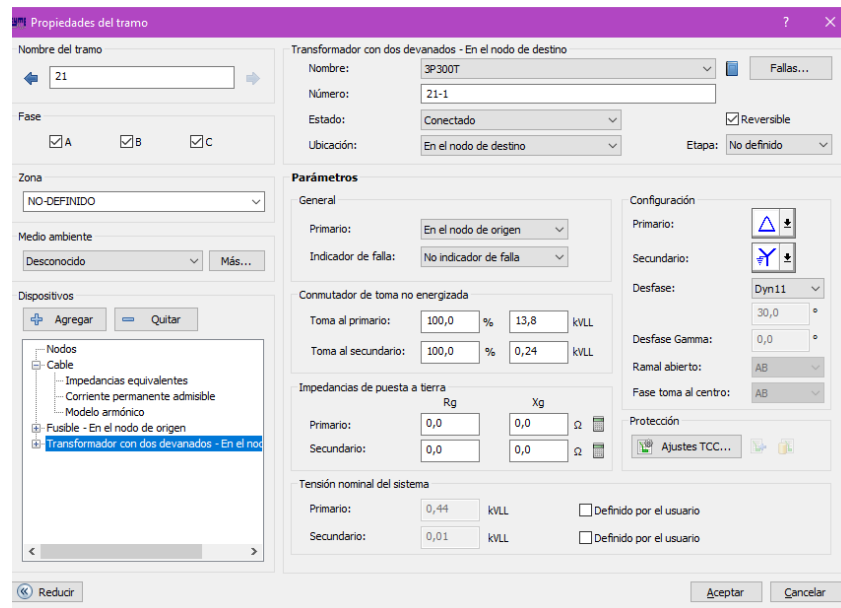 Propiedades del tramo
Nombre del tramo
21
Fase
A B C
Zona
NO-DEFINIDO
Medio ambiente
Desconocido Más...
Dispositivos
Agregar Quitar
Nodos
Cable
Impedancias equivalentes
Corriente permanente admisible
Modelo armónico
Fusible - En el nodo de origen
Transformador con dos devanados - En el noc
Reducir
Transformador con dos devanados - En el nodo de destino
Nombre: 3P300T Fallas...
Número: 21-1
Estado: Conectado Reversible
Ubicación: En el nodo de destino Etapa: No definido
Parámetros
General
Primario: En el nodo de origen
Indicador de falla: No indicador de falla
Conmutador de toma no energizada
Toma al primario: 100,0 % 13,8 kVLL
Toma al secundario: 100,0 % 0,24 kVLL
Impedancias de puesta a tierra
Rg Xg
Primario: 0,0 0,0 Ω
Secundario: 0,0 0,0 Ω
Configuración
Primario:
Secundario:
Desfase: Dyn11
30,0 °
Desfase Gamma: 0,0 °
Ramal abierto: AB
Fase toma al centro: AB
Protección
Ajustes TCC...
Tensión nominal del sistema
Primario: 0,44 kVLL Definido por el usuario
Secundario: 0,01 kVLL Definido por el usuario
Aceptar Cancelar